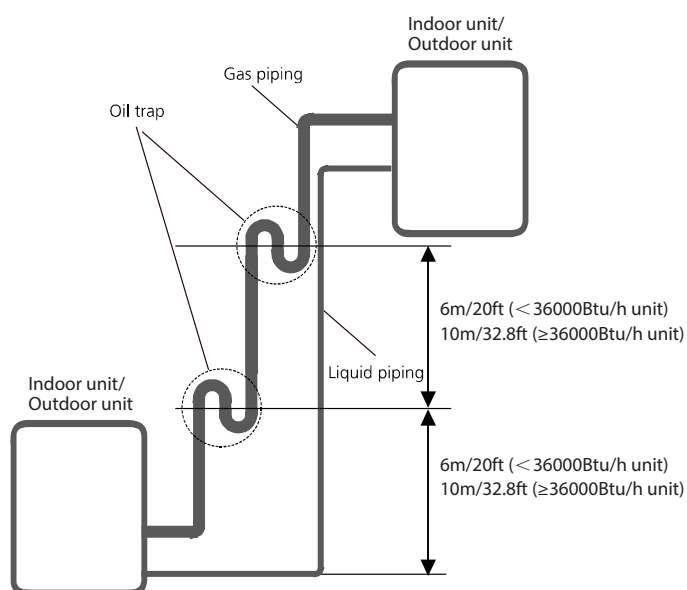 Indoor unit/
Outdoor unit
Gas piping
Oil trap
6m/20ft (＜36000Btu/h unit)
10m/32.8ft (≥36000Btu/h unit)
Liquid piping
Indoor unit/
Outdoor unit
6m/20ft (＜36000Btu/h unit)
10m/32.8ft (≥36000Btu/h unit)